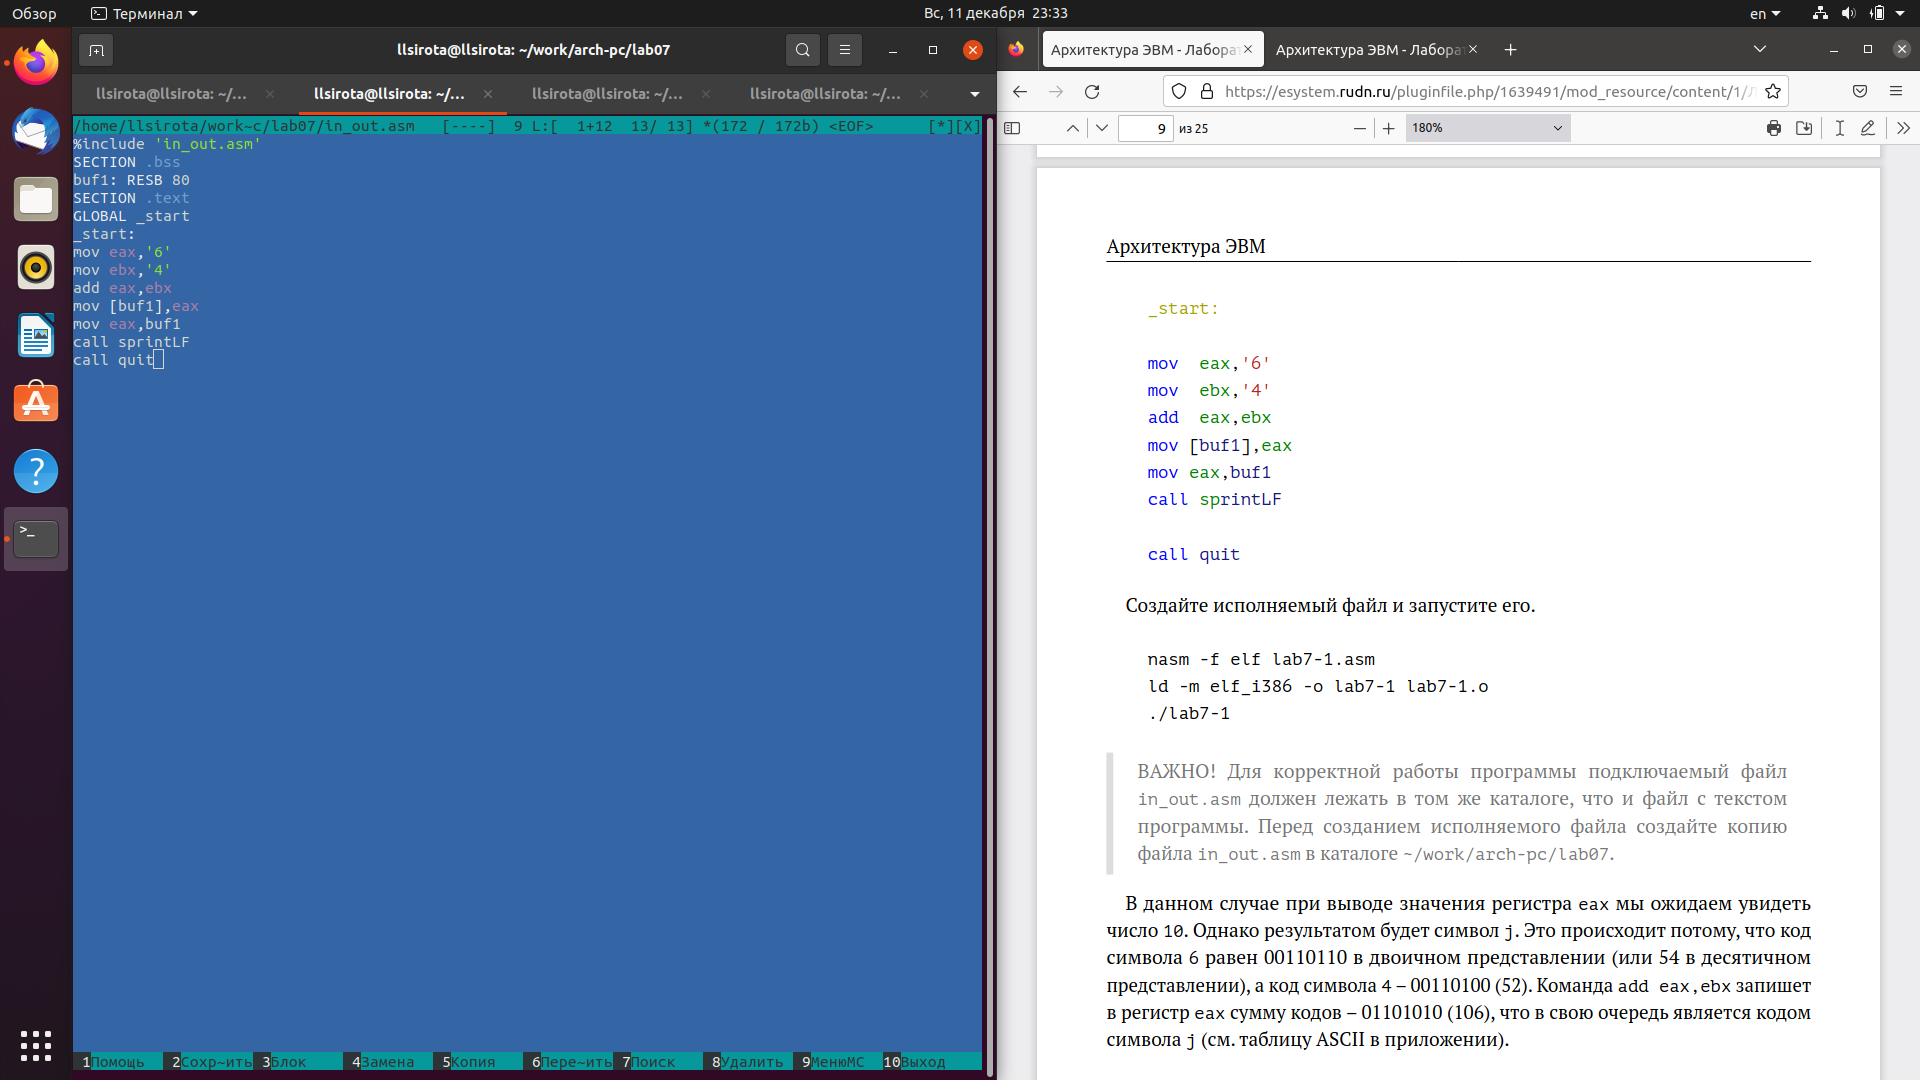 Обзор
Терминал
Вс, 11 декабря 23:33
en
llsirota@llsirota: ~/work/arch-pc/lab07
llsirota@llsirota: ~/...
llsirota@llsirota: ~/...
llsirota@llsirota: ~/...
llsirota@llsirota: ~/...
/home/llsirota/work~c/lab07/in_out.asm [----] 9 L:[ 1+12 13/ 13] *(172 / 172b) <EOF> [*][X]
%include 'in_out.asm'
SECTION .bss
buf1: RESB 80
SECTION .text
GLOBAL _start
_start:
mov eax,'6'
mov ebx,'4'
add eax,ebx
mov [buf1],eax
mov eax,buf1
call sprintLF
call quit
1Помощь 2Сохр~ить 3Блок 4Замена 5Копия 6Пере~ить 7Поиск 8Удалить 9МенюMC 10Выход
Архитектура ЭВМ - Лаборат
Архитектура ЭВМ - Лаборат
https://esystem.rudn.ru/pluginfile.php/1639491/mod_resource/content/1/Л
9 из 25
180%
Архитектура ЭВМ
_start:
mov eax,'6'
mov ebx,'4'
add eax,ebx
mov [buf1],eax
mov eax,buf1
call sprintLF
call quit
Создайте исполняемый файл и запустите его.
nasm -f elf lab7-1.asm
ld -m elf_i386 -o lab7-1 lab7-1.o
./lab7-1
ВАЖНО! Для корректной работы программы подключаемый файл
in_out.asm должен лежать в том же каталоге, что и файл с текстом
программы. Перед созданием исполняемого файла создайте копию
файла in_out.asm в каталоге ~/work/arch-pc/lab07.
В данном случае при выводе значения регистра eax мы ожидаем увидеть
число 10. Однако результатом будет символ j. Это происходит потому, что код
символа 6 равен 00110110 в двоичном представлении (или 54 в десятичном
представлении), а код символа 4 – 00110100 (52). Команда add eax,ebx запишет
в регистр eax сумму кодов – 01101010 (106), что в свою очередь является кодом
символа j (см. таблицу ASCII в приложении).